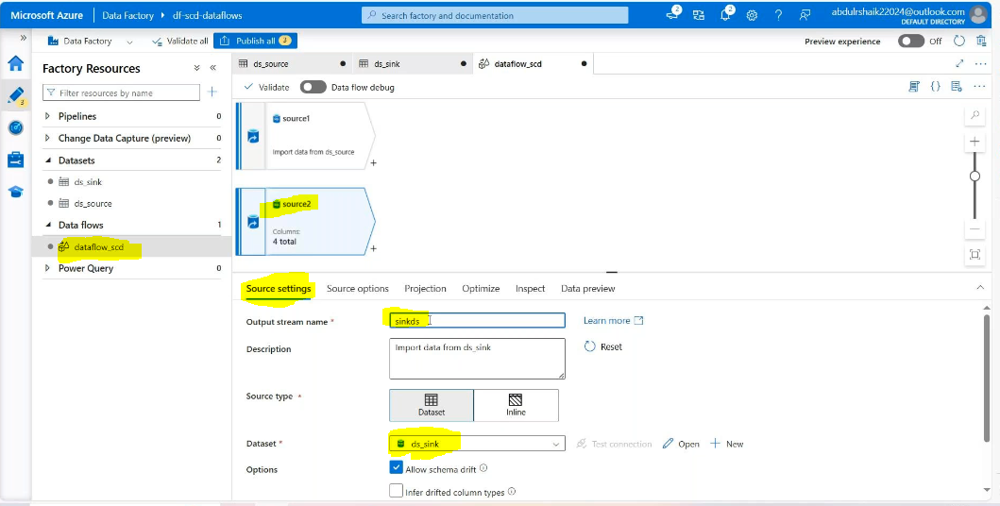 Microsoft Azure | Data Factory › df-scd-dataflows Search factory and documentation 2 2 ? abdulrshaik22024@outlook.com
DEFAULT DIRECTORY
» Data Factory Validate all Publish all 3 Preview experience Off
Factory Resources
Filter resources by name
Pipelines 0
Change Data Capture (preview) 0
Datasets 2
ds_sink
ds_source
Data flows 1
dataflow_scd
Power Query 0
3
ds_source ds_sink dataflow_scd
Validate Data flow debug
source1
Import data from ds_source
+
source2
Columns:
4 total
+
Source settings Source options Projection Optimize Inspect Data preview
Output stream name * sinkds Learn more
Description Import data from ds_sink Reset
Source type * Dataset Inline
Dataset * ds_sink Test connection Open New
Options Allow schema drift
Infer drifted column types